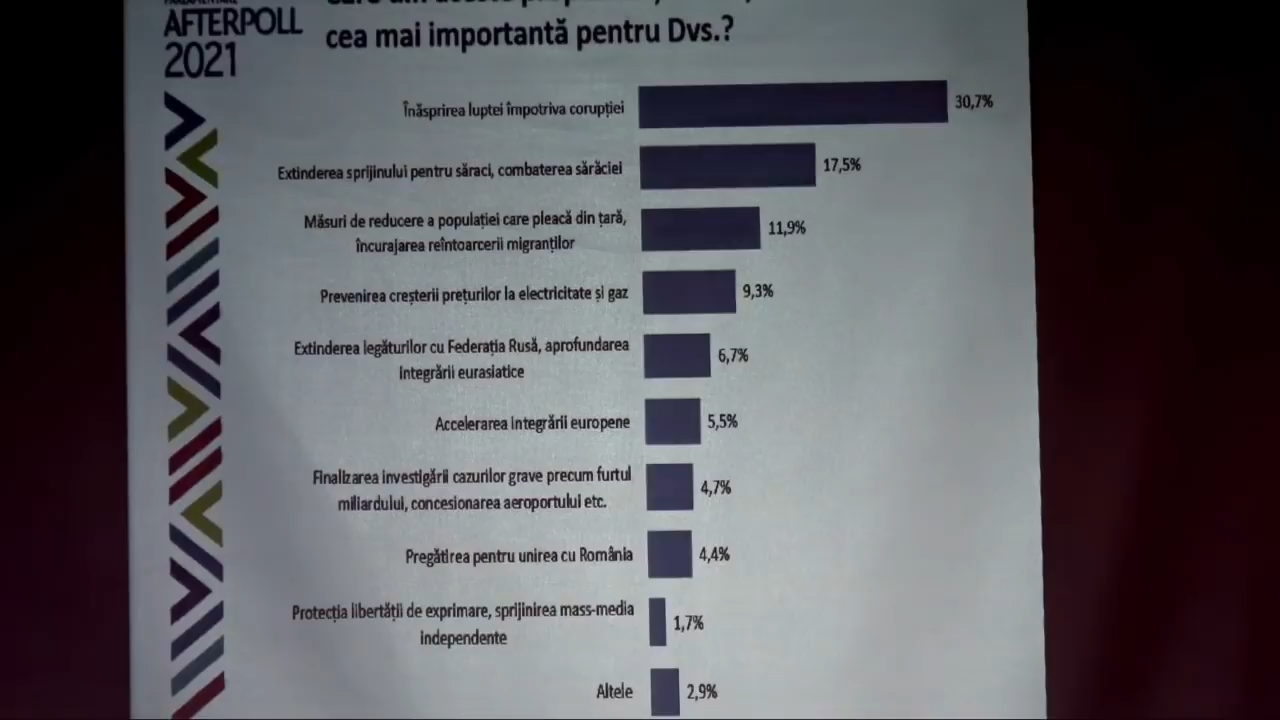 AFTERPOLL
2021
cea mai importantă pentru Dvs.?
Înăsprirea luptei împotriva corupției 30,7%
Extinderea sprijinului pentru săraci, combaterea sărăciei 17,5%
Măsuri de reducere a populației care pleacă din țară,
încurajarea reîntoarcerii migranților 11,9%
Prevenirea creșterii prețurilor la electricitate și gaz 9,3%
Extinderea legăturilor cu Federația Rusă, aprofundarea
integrării eurasiatice 6,7%
Accelerarea integrării europene 5,5%
Finalizarea investigării cazurilor grave precum furtul
miliardului, concesionarea aeroportului etc. 4,7%
Pregătirea pentru unirea cu România 4,4%
Protecția libertății de exprimare, sprijinirea mass-media
independente 1,7%
Altele 2,9%